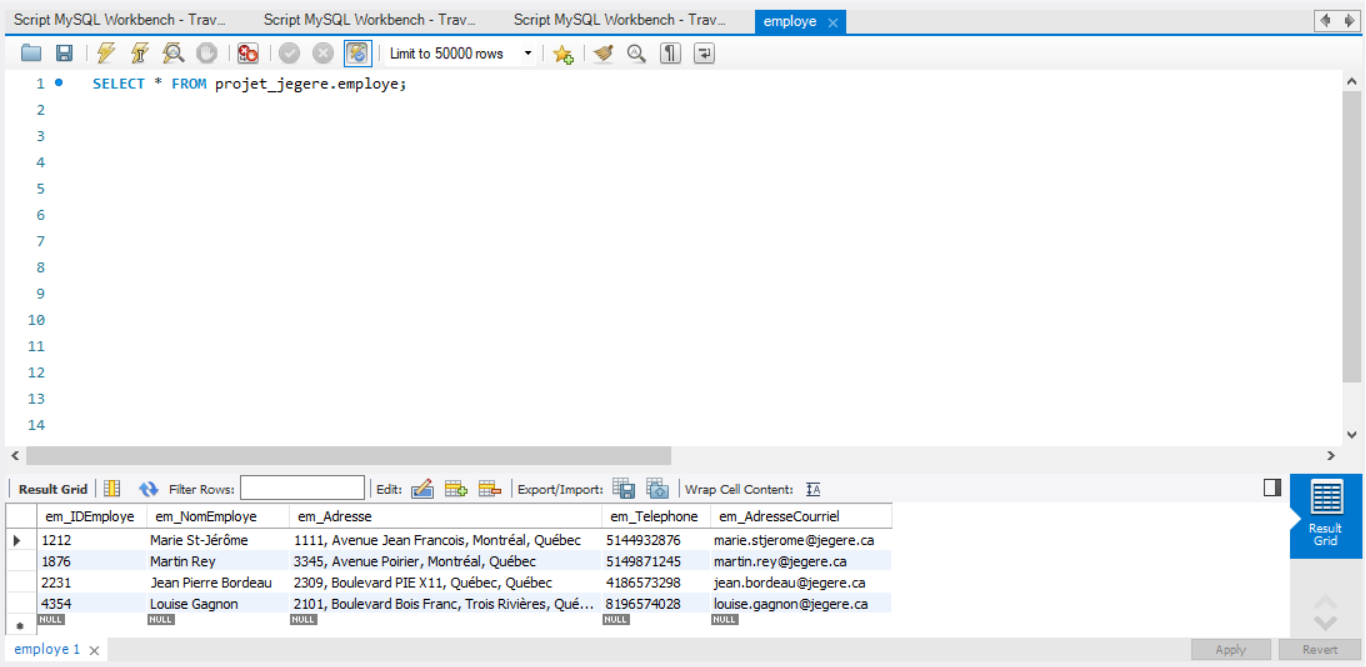 Script MySQL Workbench - Trav... Script MySQL Workbench - Trav... Script MySQL Workbench - Trav... employe
Limit to 50000 rows
1 SELECT * FROM projet_jegere.employe;
2
3
4
5
6
7
8
9
10
11
12
13
14
Result Grid Filter Rows: Edit: Export/Import: Wrap Cell Content:
Result Grid
em_IDEmploye em_NomEmploye em_Adresse em_Telephone em_AdresseCourriel
1212 Marie St-Jérôme 1111, Avenue Jean Francois, Montréal, Québec 5144932876 marie.stjerome@jegere.ca
1876 Martin Rey 3345, Avenue Poirier, Montréal, Québec 5149871245 martin.rey@jegere.ca
2231 Jean Pierre Bordeau 2309, Boulevard PIE X11, Québec, Québec 4186573298 jean.bordeau@jegere.ca
4354 Louise Gagnon 2101, Boulevard Bois Franc, Trois Rivières, Qué... 8196574028 louise.gagnon@jegere.ca
NULL NULL NULL NULL NULL
employe 1 Apply Revert